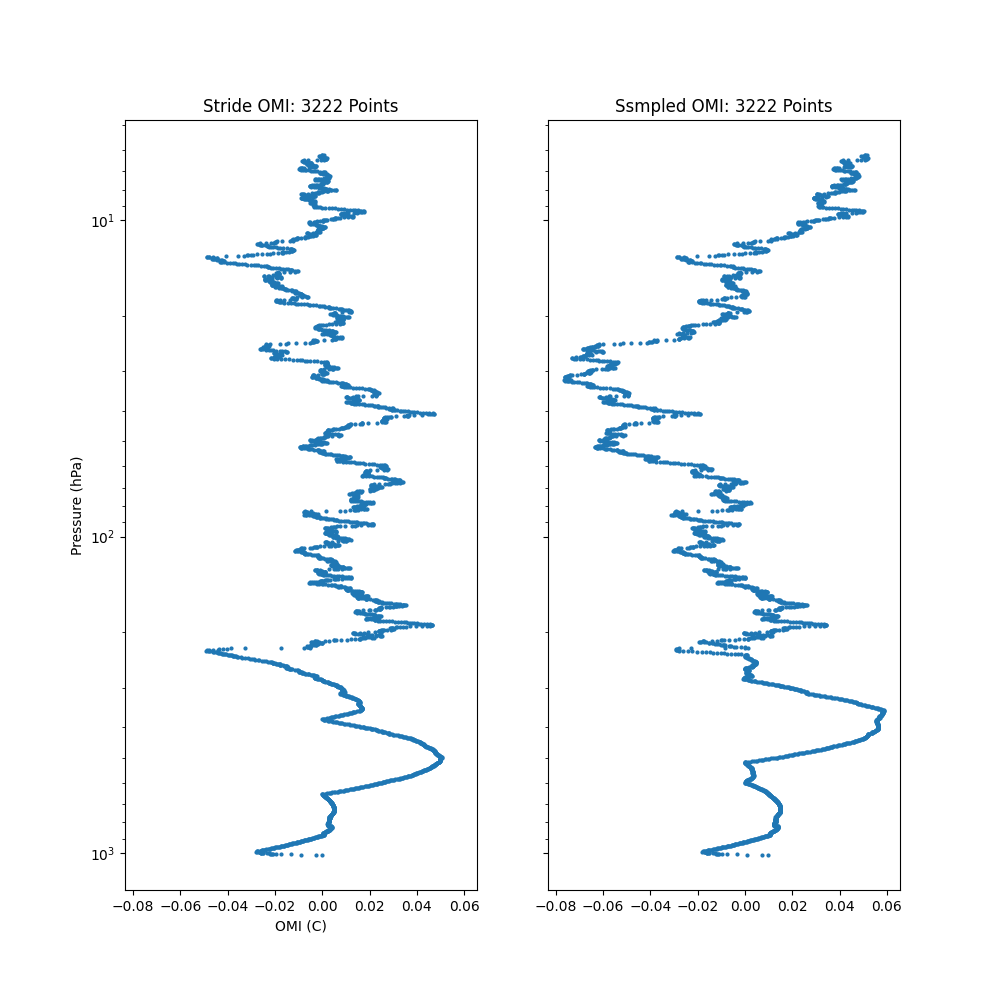 Stride OMI: 3222 Points
Ssmpled OMI: 3222 Points
Pressure (hPa)
10¹
10²
10³
−0.08 −0.06 −0.04 −0.02 0.00 0.02 0.04 0.06
−0.08 −0.06 −0.04 −0.02 0.00 0.02 0.04 0.06
OMI (C)